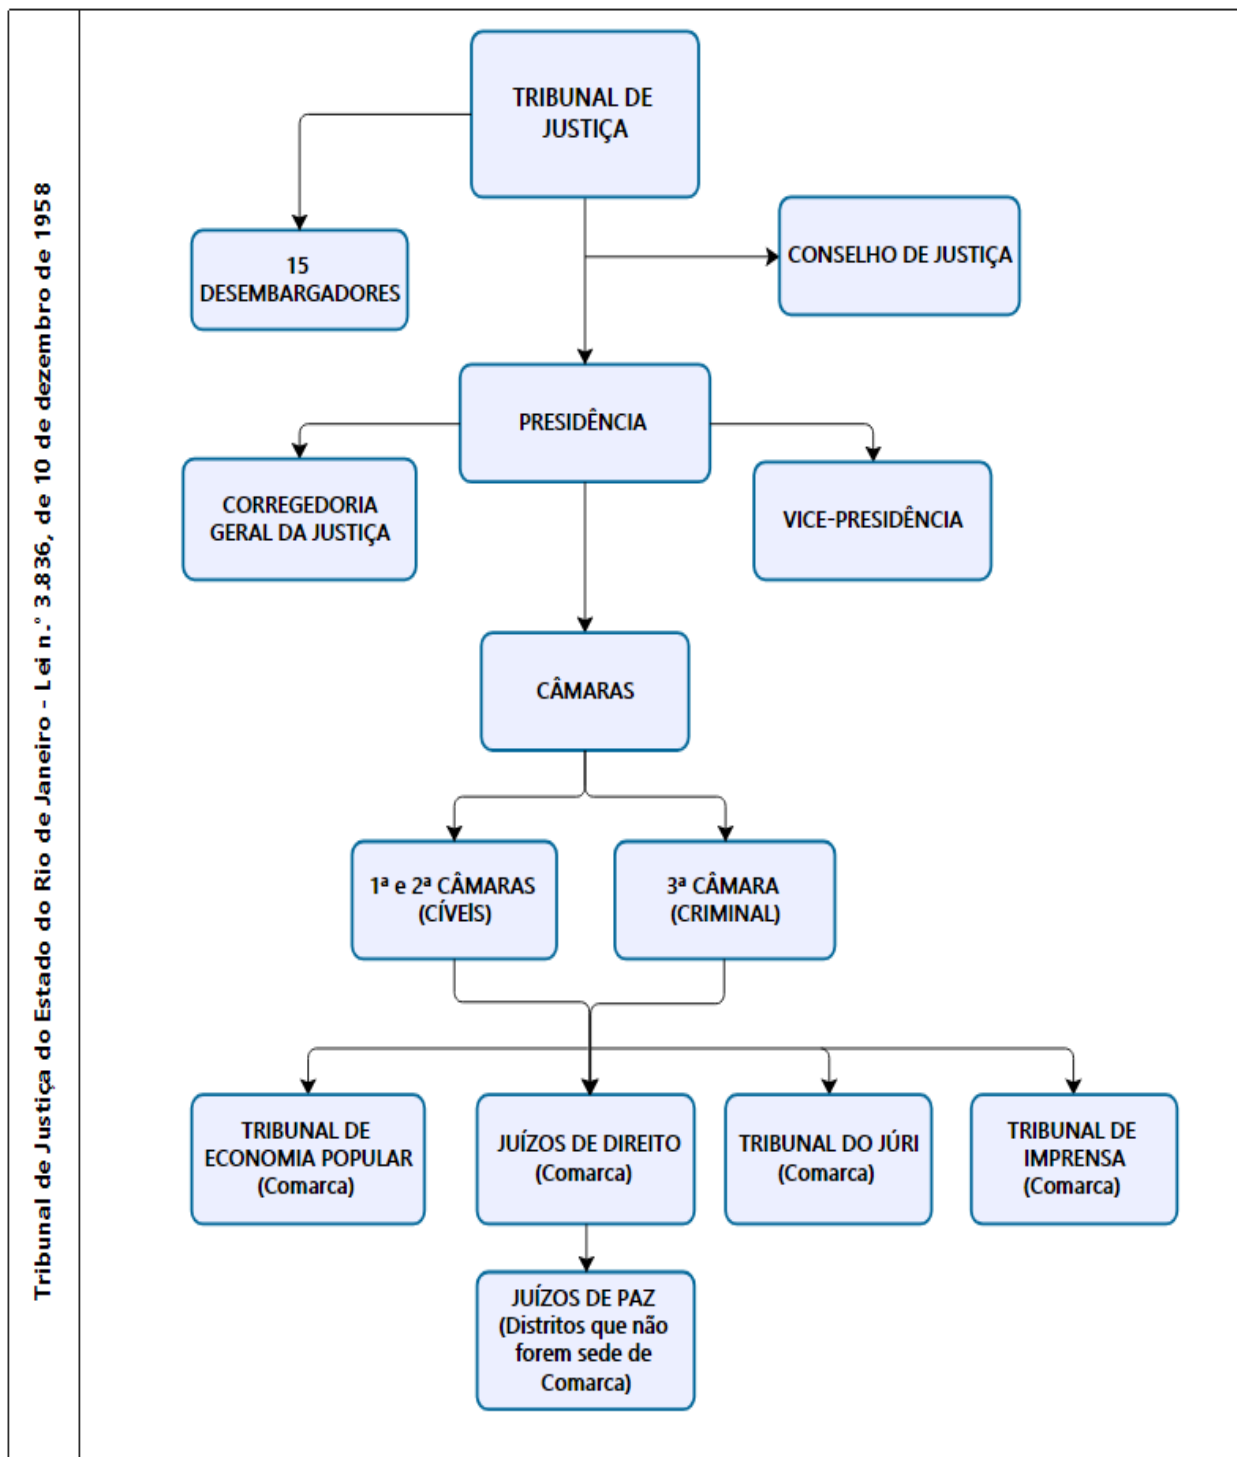 Tribunal de Justiça do Estado do Rio de Janeiro - Lei n.° 3.836, de 10 de dezembro de 1958
TRIBUNAL DE
JUSTIÇA
15
DESEMBARGADORES
CONSELHO DE JUSTIÇA
PRESIDÊNCIA
CORREGEDORIA
GERAL DA JUSTIÇA
VICE-PRESIDÊNCIA
CÂMARAS
1ª e 2ª CÂMARAS
(CÍVEIS)
3ª CÂMARA
(CRIMINAL)
TRIBUNAL DE
ECONOMIA POPULAR
(Comarca)
JUÍZOS DE DIREITO
(Comarca)
TRIBUNAL DO JÚRI
(Comarca)
TRIBUNAL DE
IMPRENSA
(Comarca)
JUÍZOS DE PAZ
(Distritos que não
forem sede de
Comarca)